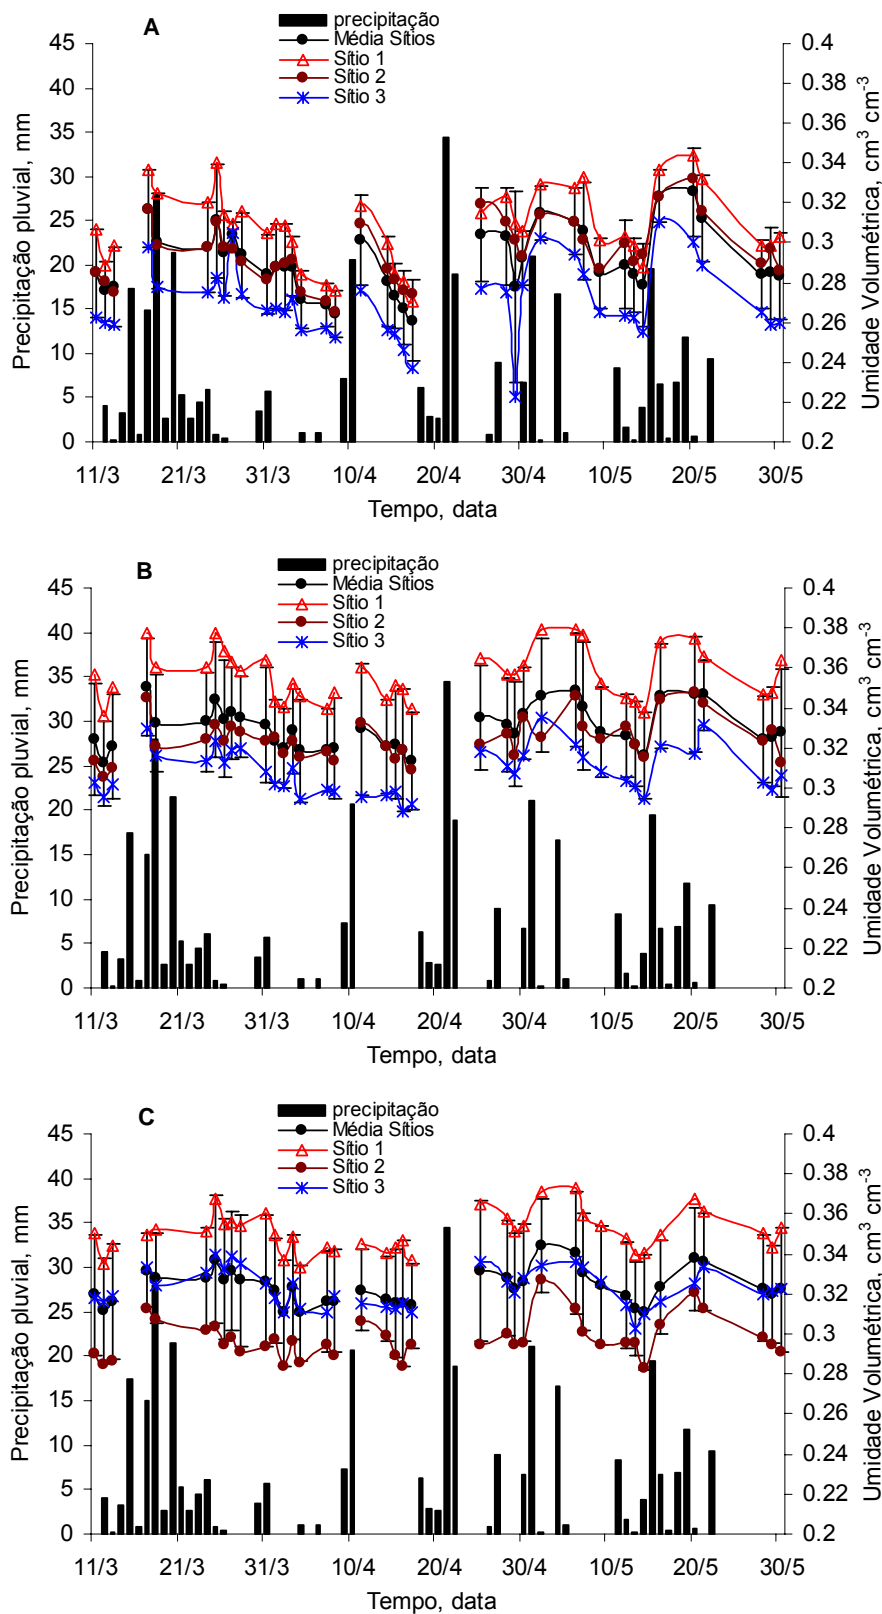 A
precipitação
Média Sítios
Sítio 1
Sítio 2
Sítio 3
Precipitação pluvial, mm
45
40
35
30
25
20
15
10
5
0
0.4
0.38
0.36
0.34
0.32
0.3
0.28
0.26
0.24
0.22
0.2
Umidade Volumétrica, cm³ cm⁻³
11/3 21/3 31/3 10/4 20/4 30/4 10/5 20/5 30/5
Tempo, data
B
precipitação
Média Sítios
Sítio 1
Sítio 2
Sítio 3
Precipitação pluvial, mm
45
40
35
30
25
20
15
10
5
0
0.4
0.38
0.36
0.34
0.32
0.3
0.28
0.26
0.24
0.22
0.2
Umidade Volumétrica, cm³ cm⁻³
11/3 21/3 31/3 10/4 20/4 30/4 10/5 20/5 30/5
Tempo, data
C
precipitação
Média Sítios
Sítio 1
Sítio 2
Sítio 3
Precipitação pluvial, mm
45
40
35
30
25
20
15
10
5
0
0.4
0.38
0.36
0.34
0.32
0.3
0.28
0.26
0.24
0.22
0.2
Umidade Volumétrica, cm³ cm⁻³
11/3 21/3 31/3 10/4 20/4 30/4 10/5 20/5 30/5
Tempo, data